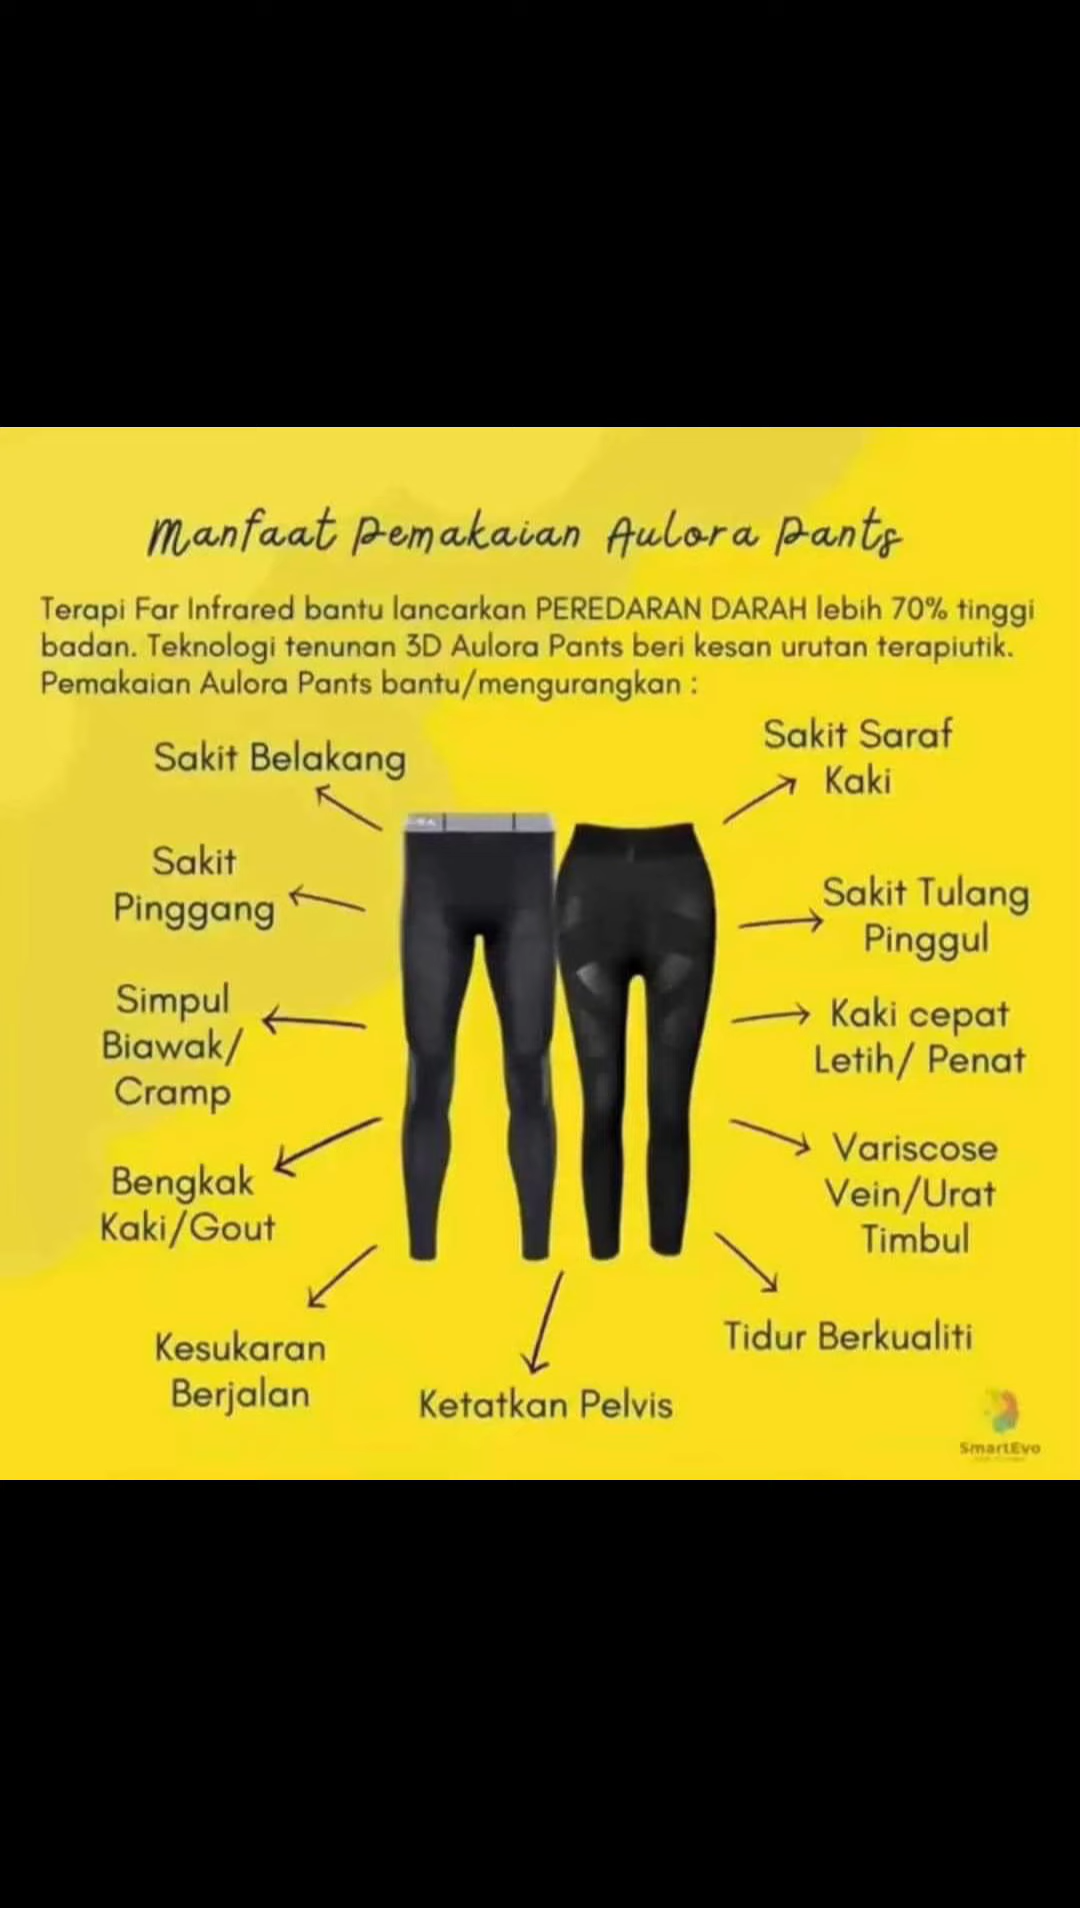 Manfaat Pemakaian Aulora Pants
Terapi Far Infrared bantu lancarkan PEREDARAN DARAH lebih 70% tinggi
badan. Teknologi tenunan 3D Aulora Pants beri kesan urutan terapiutik.
Pemakaian Aulora Pants bantu/mengurangkan :
Sakit Belakang
Sakit
Pinggang
Simpul
Biawak/
Cramp
Bengkak
Kaki/Gout
Kesukaran
Berjalan
Ketatkan Pelvis
Sakit Saraf
Kaki
Sakit Tulang
Pinggul
Kaki cepat
Letih/ Penat
Variscose
Vein/Urat
Timbul
Tidur Berkualiti
SmartEvo